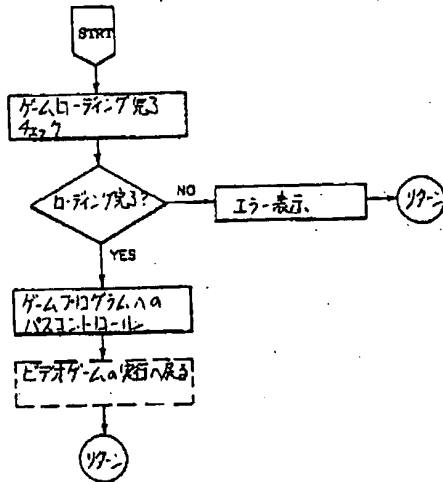 STRT
ゲームローディング完了
チェック
ローディング完了?
NO
エラー表示
リターン
YES
ゲームプログラムへの
パスコントロール
ビデオゲームの実行へ戻る
リターン